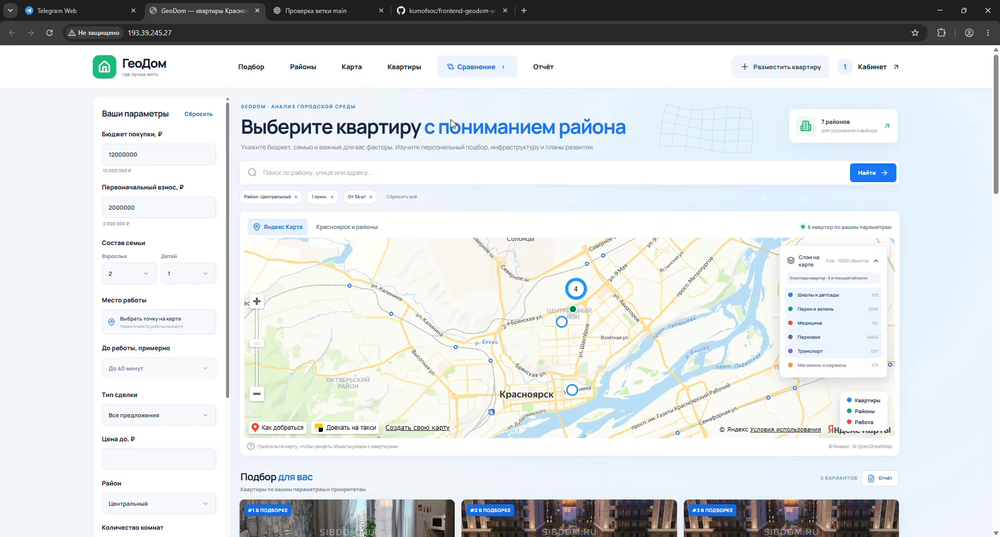 Telegram Web
GeoDom — квартиры Красно
Проверка ветки main
kumofsoc/frontend-geodom-a
Не защищено
193.39.245.27
ГеоДом
где лучше жить
Подбор
Районы
Карта
Квартиры
Сравнение 1
Отчёт
Разместить квартиру
1 Кабинет
Ваши параметры
Сбросить
Бюджет покупки, ₽
12000000
12 000 000 ₽
Первоначальный взнос, ₽
2000000
2 000 000 ₽
Состав семьи
Взрослых
Детей
2
1
Место работы
Выбрать точку на карте
Укажите место работы на карте
До работы, примерно
До 40 минут
Тип сделки
Все предложения
Цена до, ₽
Район
Центральный
Количество комнат
GEODOM · АНАЛИЗ ГОРОДСКОЙ СРЕДЫ
Выберите квартиру с пониманием района
Укажите бюджет, семью и важные для вас факторы. Изучите персональный подбор, инфраструктуру и планы развития.
7 районов
для осознанного выбора
Поиск по району, улице или адресу...
Найти
Район: Центральный ×
1 комн. ×
От 34 м² ×
Сбросить всё
Яндекс Карта
Красноярск и районы
6 квартир по вашим параметрам
Солонцы
Северное ш.
Северное ш.
ул. 9 Мая
Ястынская ул.
просп. Металлургов
ул. Калинина
ул. Калинина
4
ЦЕНТРАЛЬНЫЙ
РАЙОН
2-я Брянская ул.
ул. Авиаторов
ул. Шахтёров
Взлётная ул.
прот. Татышева
р. Енисей
прот. Ладейская
р. Бугач
Высотная ул.
Брянская ул.
ОКТЯБРЬСКИЙ
РАЙОН
Красноярск
ул. Дубровинского
просп. им. Газеты Красноярский Рабочий
Семафорная ул.
Слои на
карте
6 кв. · 19520 объектов
Кластеры квартир · 6 в текущей области
Школы и детсады 513
Парки и зелень 2026
Медицина 361
Парковки 14846
Транспорт 1301
Магазины и сервисы 473
Квартиры
Районы
Работа
Как добраться
Доехать на такси
Создать свою карту
© Яндекс Условия использования
Яндекс Карты
Приблизьте карту, чтобы увидеть объекты рядом с квартирами.
© Яндекс · © OpenStreetMap
Подбор для вас
Квартиры по вашим параметрам и приоритетам
5 ВАРИАНТОВ
Отчёт
#1 В ПОДБОРКЕ
#2 В ПОДБОРКЕ
#3 В ПОДБОРКЕ
SIBDOM.RU
SIBDOM.RU
SIBDOM.RU